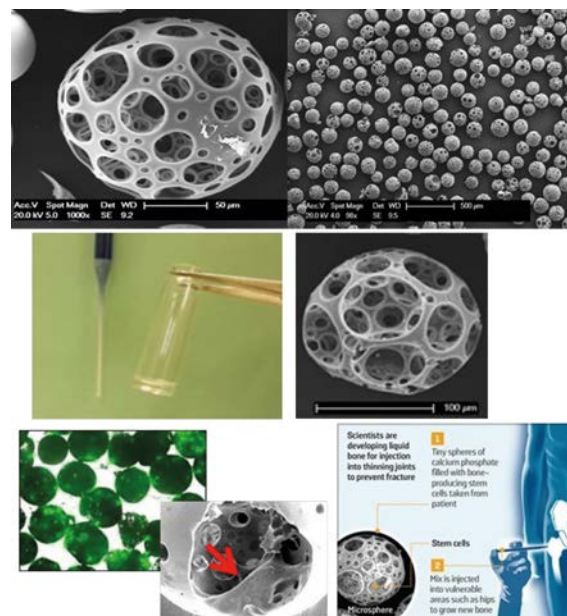 Acc.V Spot Magn Det WD
20.0 kV 5.0 1000x SE 9.2
50 µm
Acc.V Spot Magn Det WD
20.0 kV 4.0 98x SE 9.5
500 µm
100 µm
Scientists are
developing liquid
bone for injection
into thinning joints
to prevent fracture
1
Tiny spheres of
calcium phosphate
filled with bone-
producing stem
cells taken from
patient
Stem cells
2
Mix is injected
into vulnerable
areas such as hips
to grow new bone
Microsphere